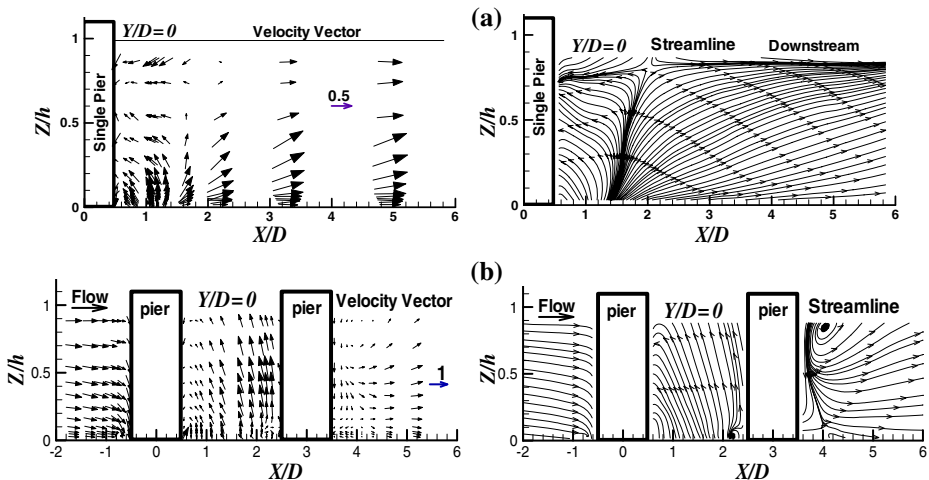 (a)
Y/D=0 Velocity Vector
Single Pier
0.5
Z/h
1
0.5
0
0 1 2 3 4 5 6
X/D
Y/D=0 Streamline Downstream
Single Pier
Z/h
1
0.5
0
0 1 2 3 4 5 6
X/D
(b)
Flow
pier
Y/D=0
pier
Velocity Vector
1
Z/h
1
0.5
0
-2 -1 0 1 2 3 4 5 6
X/D
Flow
pier
Y/D=0
pier
Streamline
Z/h
1
0.5
0
-2 -1 0 1 2 3 4 5 6
X/D